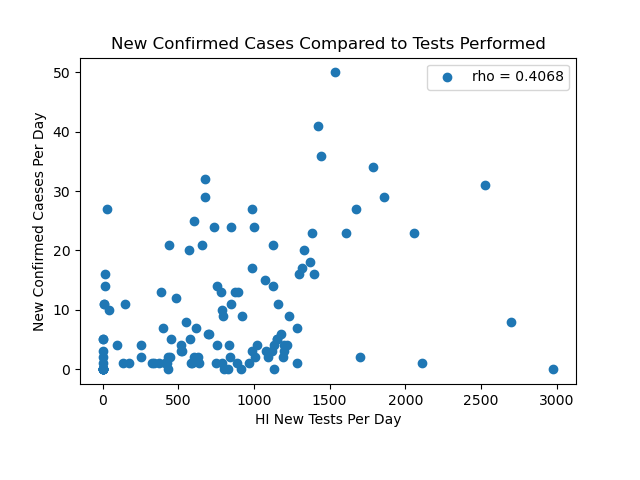 New Confirmed Cases Compared to Tests Performed
rho = 0.4068
New Confirmed Caeses Per Day
50
40
30
20
10
0
0 500 1000 1500 2000 2500 3000
HI New Tests Per Day